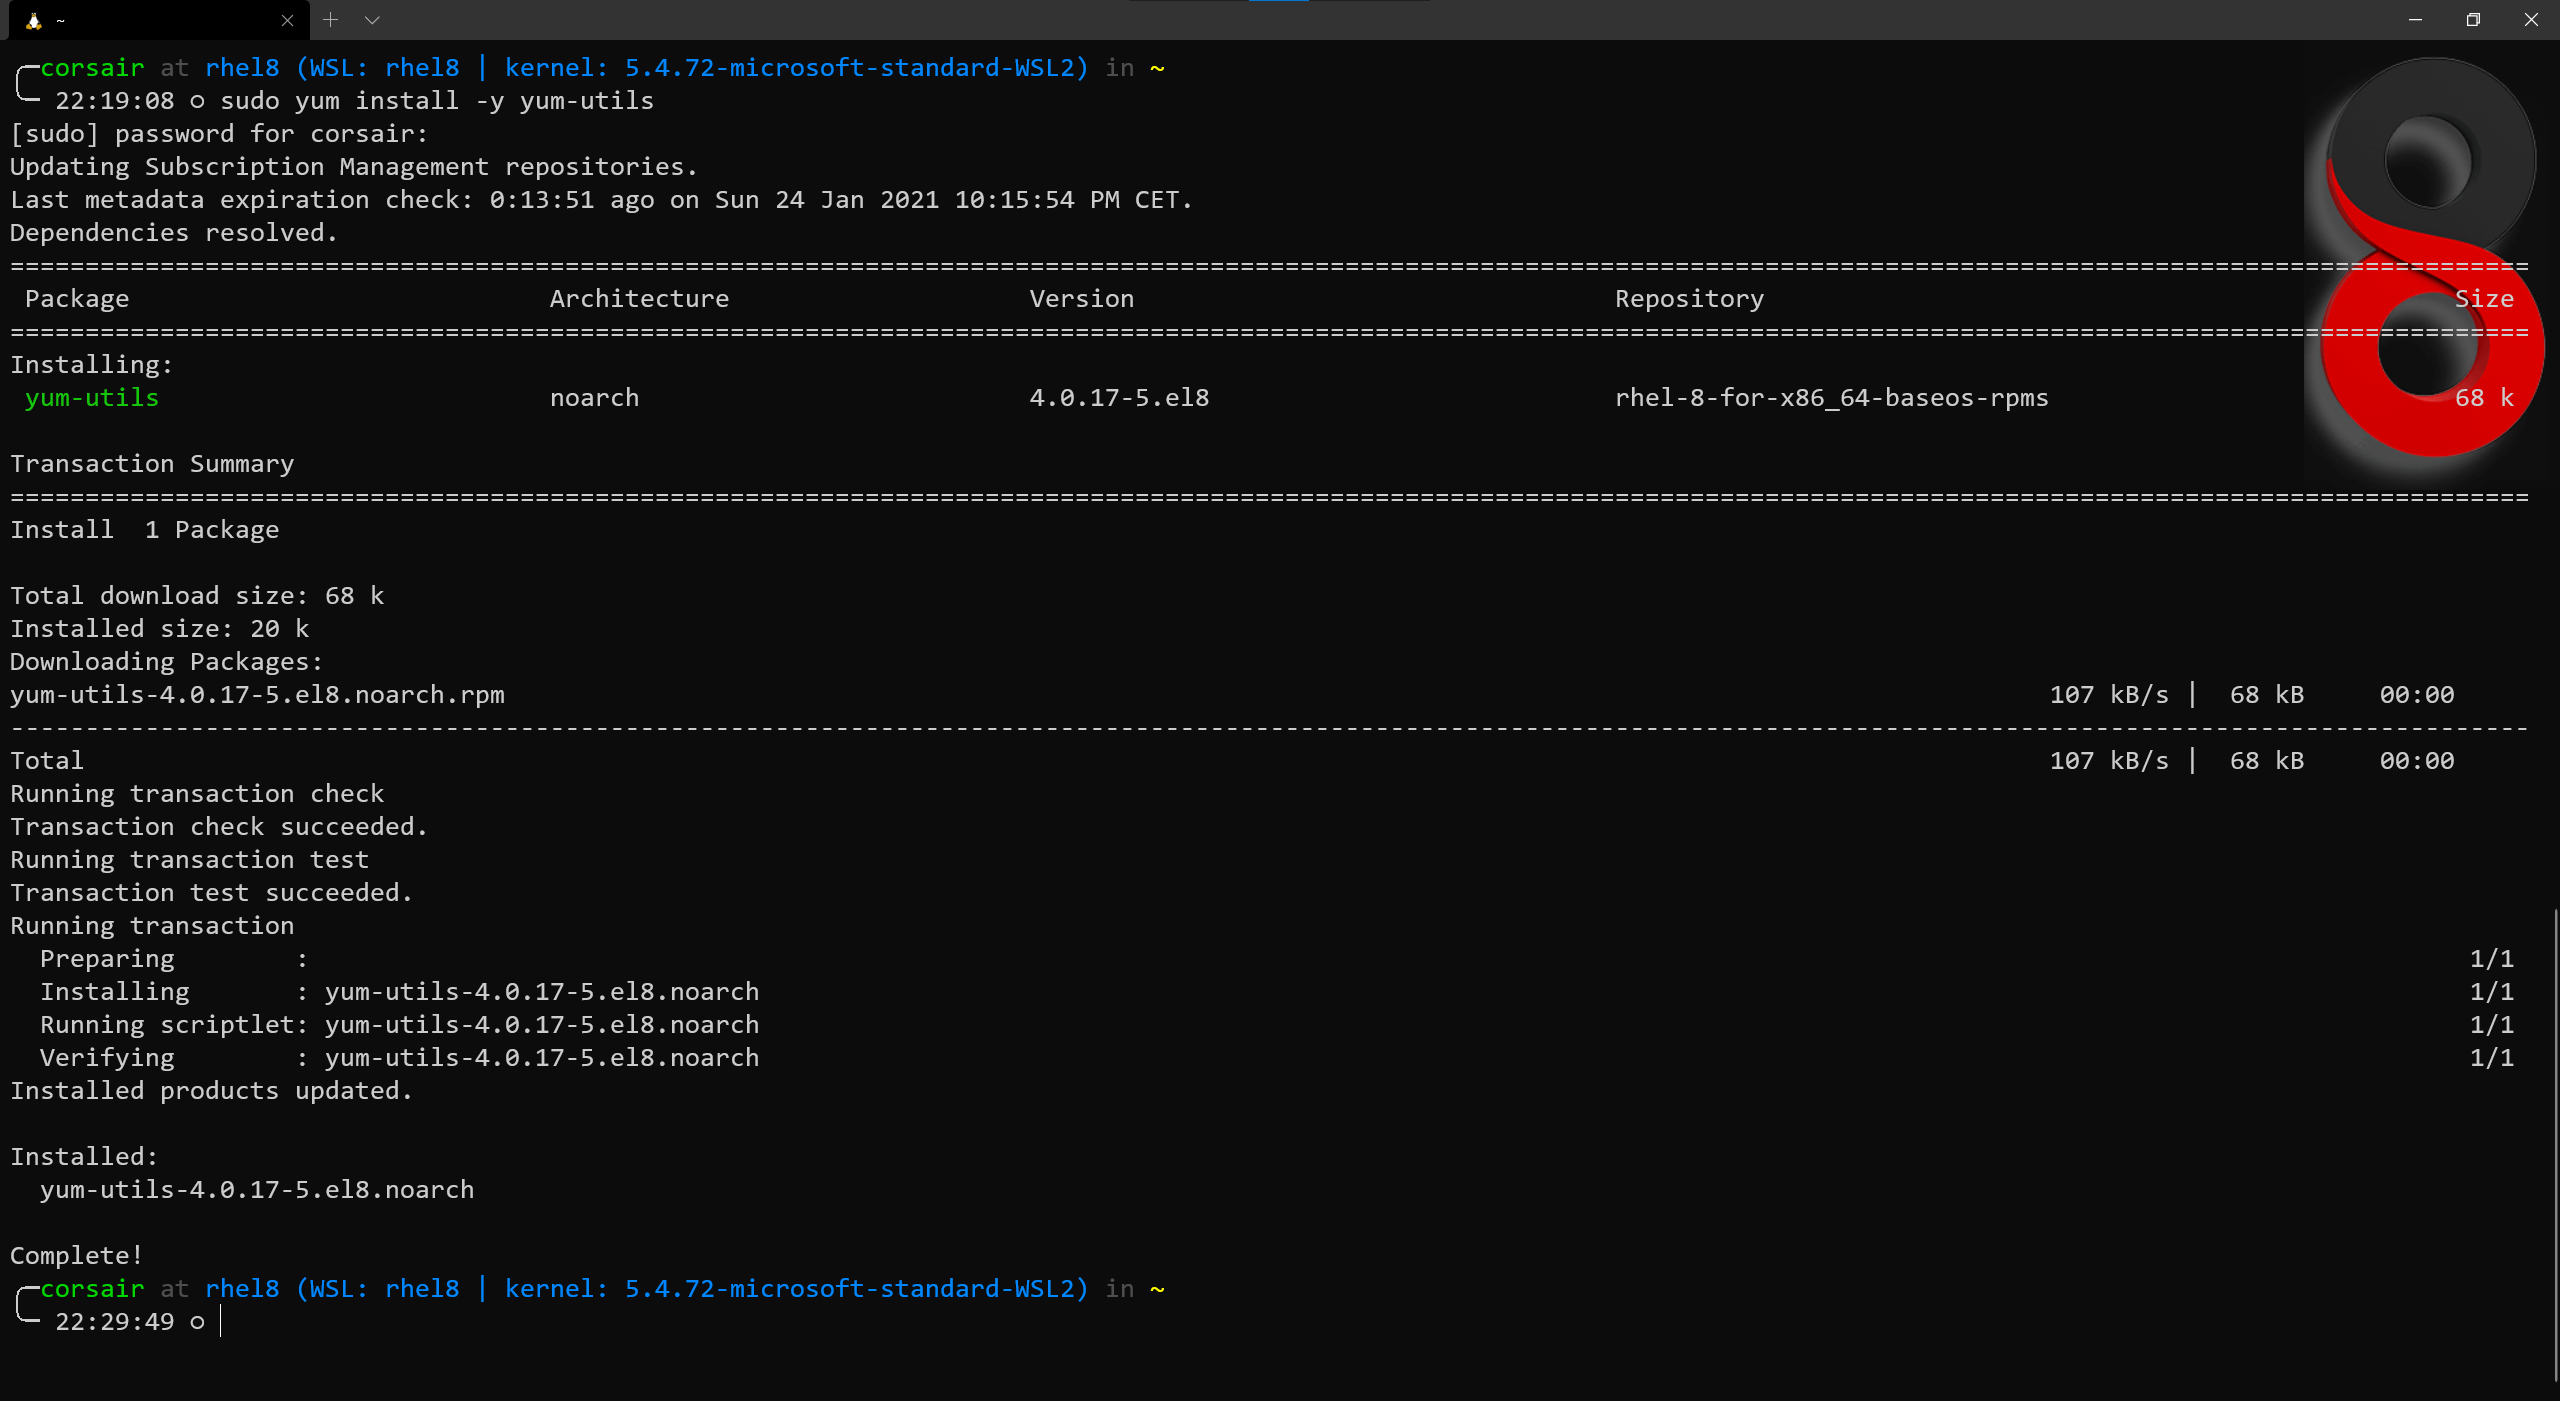 ~
corsair at rhel8 (WSL: rhel8 | kernel: 5.4.72-microsoft-standard-WSL2) in ~
22:19:08 ○ sudo yum install -y yum-utils
[sudo] password for corsair:
Updating Subscription Management repositories.
Last metadata expiration check: 0:13:51 ago on Sun 24 Jan 2021 10:15:54 PM CET.
Dependencies resolved.
========================================================================================================================================================================
 Package                            Architecture                    Version                                Repository                                              Size
========================================================================================================================================================================
Installing:
 yum-utils                          noarch                          4.0.17-5.el8                           rhel-8-for-x86_64-baseos-rpms                           68 k
Transaction Summary
========================================================================================================================================================================
Install  1 Package
Total download size: 68 k
Installed size: 20 k
Downloading Packages:
yum-utils-4.0.17-5.el8.noarch.rpm                                                                                                       107 kB/s |  68 kB     00:00
------------------------------------------------------------------------------------------------------------------------------------------------------------------------
Total                                                                                                                                   107 kB/s |  68 kB     00:00
Running transaction check
Transaction check succeeded.
Running transaction test
Transaction test succeeded.
Running transaction
  Preparing        :                                                                                                                                                1/1
  Installing       : yum-utils-4.0.17-5.el8.noarch                                                                                                                  1/1
  Running scriptlet: yum-utils-4.0.17-5.el8.noarch                                                                                                                  1/1
  Verifying        : yum-utils-4.0.17-5.el8.noarch                                                                                                                  1/1
Installed products updated.
Installed:
  yum-utils-4.0.17-5.el8.noarch
Complete!
corsair at rhel8 (WSL: rhel8 | kernel: 5.4.72-microsoft-standard-WSL2) in ~
22:29:49 ○